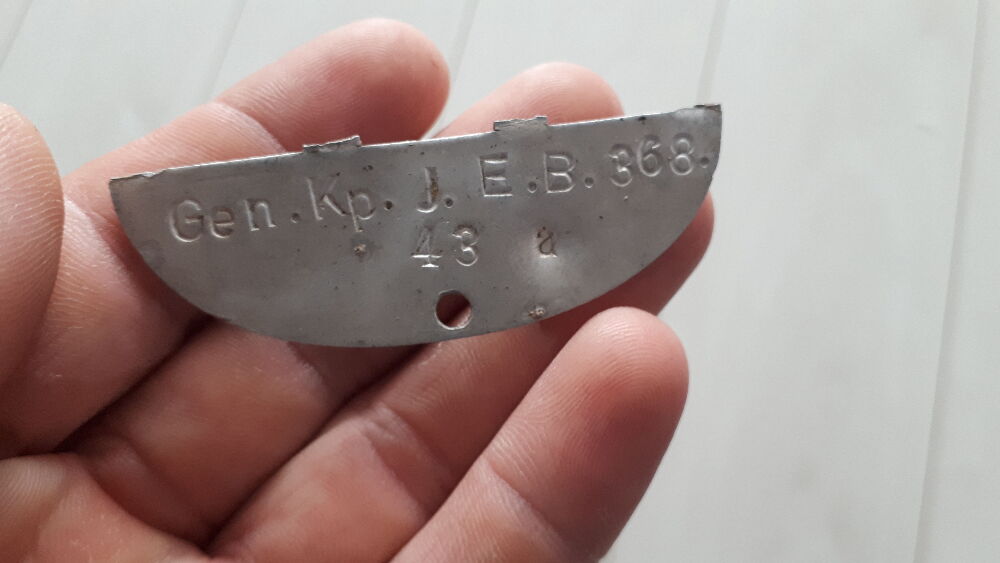 Gen. Kp. J. E. B. 368.
43 a